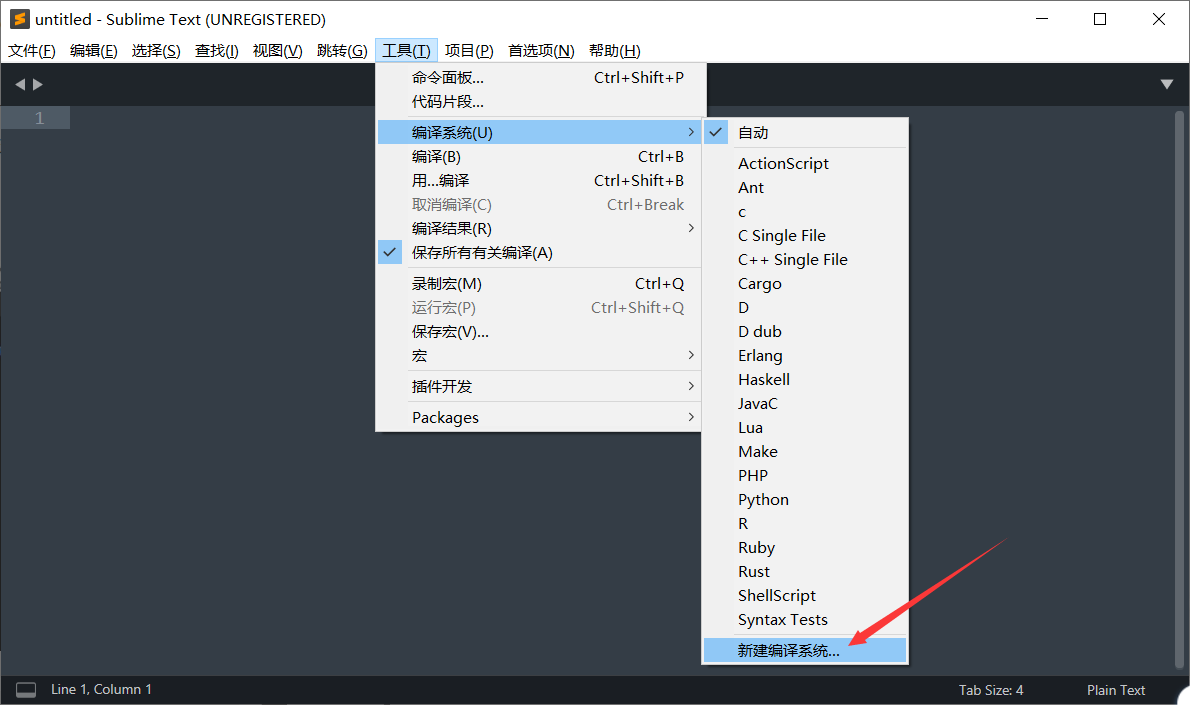 untitled - Sublime Text (UNREGISTERED)
文件(F) 编辑(E) 选择(S) 查找(I) 视图(V) 跳转(G) 工具(T) 项目(P) 首选项(N) 帮助(H)
1
命令面板... Ctrl+Shift+P
代码片段...
编译系统(U)
编译(B) Ctrl+B
用...编译 Ctrl+Shift+B
取消编译(C) Ctrl+Break
编译结果(R)
保存所有有关编译(A)
录制宏(M) Ctrl+Q
运行宏(P) Ctrl+Shift+Q
保存宏(V)...
宏
插件开发
Packages
自动
ActionScript
Ant
c
C Single File
C++ Single File
Cargo
D
D dub
Erlang
Haskell
JavaC
Lua
Make
PHP
Python
R
Ruby
Rust
ShellScript
Syntax Tests
新建编译系统...
Line 1, Column 1 Tab Size: 4 Plain Text